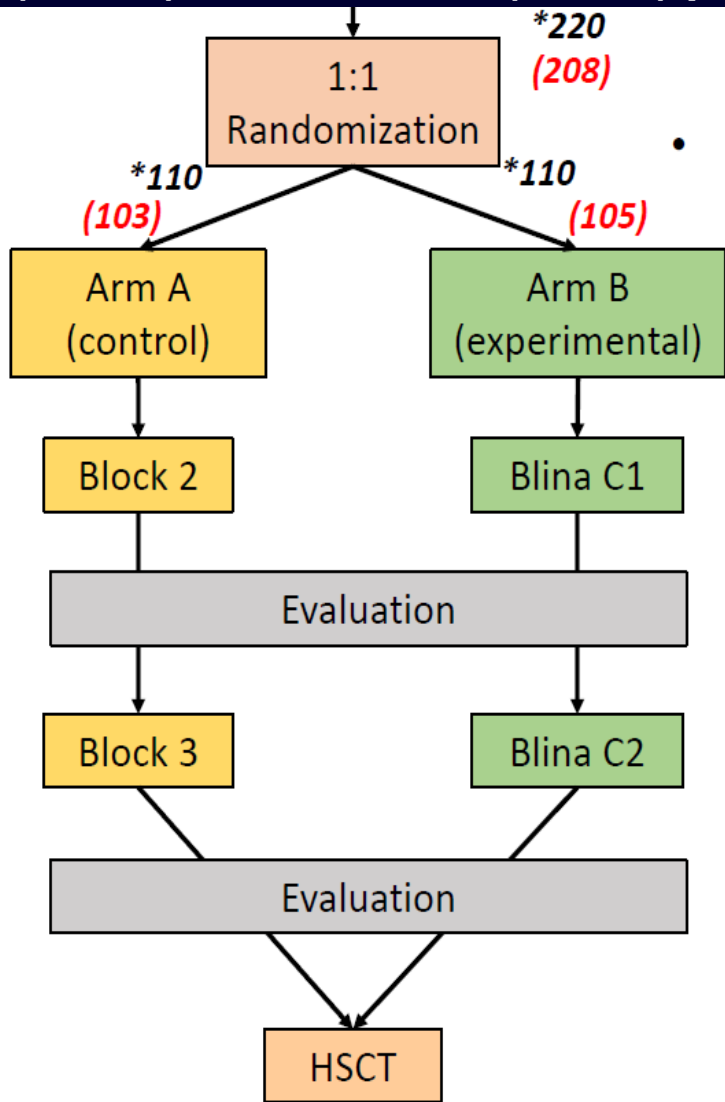 *220
(208)
1:1
Randomization
*110
*110
(103)
(105)
Arm A
(control)
Arm B
(experimental)
Block 2
Blina C1
Evaluation
Block 3
Blina C2
Evaluation
HSCT